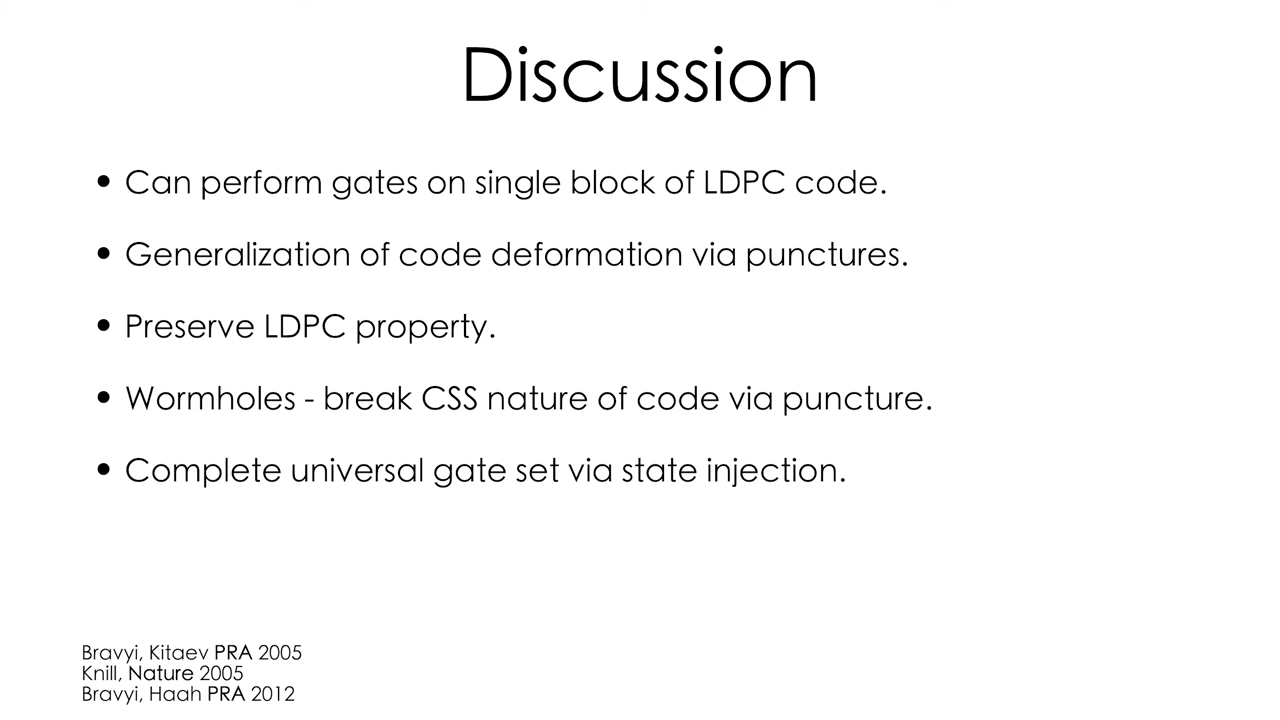 Discussion
• Can perform gates on single block of LDPC code.
• Generalization of code deformation via punctures.
• Preserve LDPC property.
• Wormholes - break CSS nature of code via puncture.
• Complete universal gate set via state injection.
Bravyi, Kitaev PRA 2005
Knill, Nature 2005
Bravyi, Haah PRA 2012